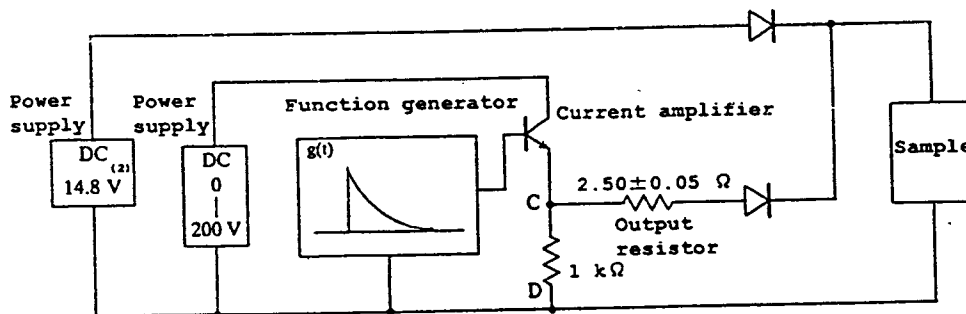 Power
supply
DC
(2)
14.8 V
Power
supply
DC
0
|
200 V
Function generator
g(t)
Current amplifier
C
2.50±0.05 Ω
Output
resistor
1 kΩ
D
Sample